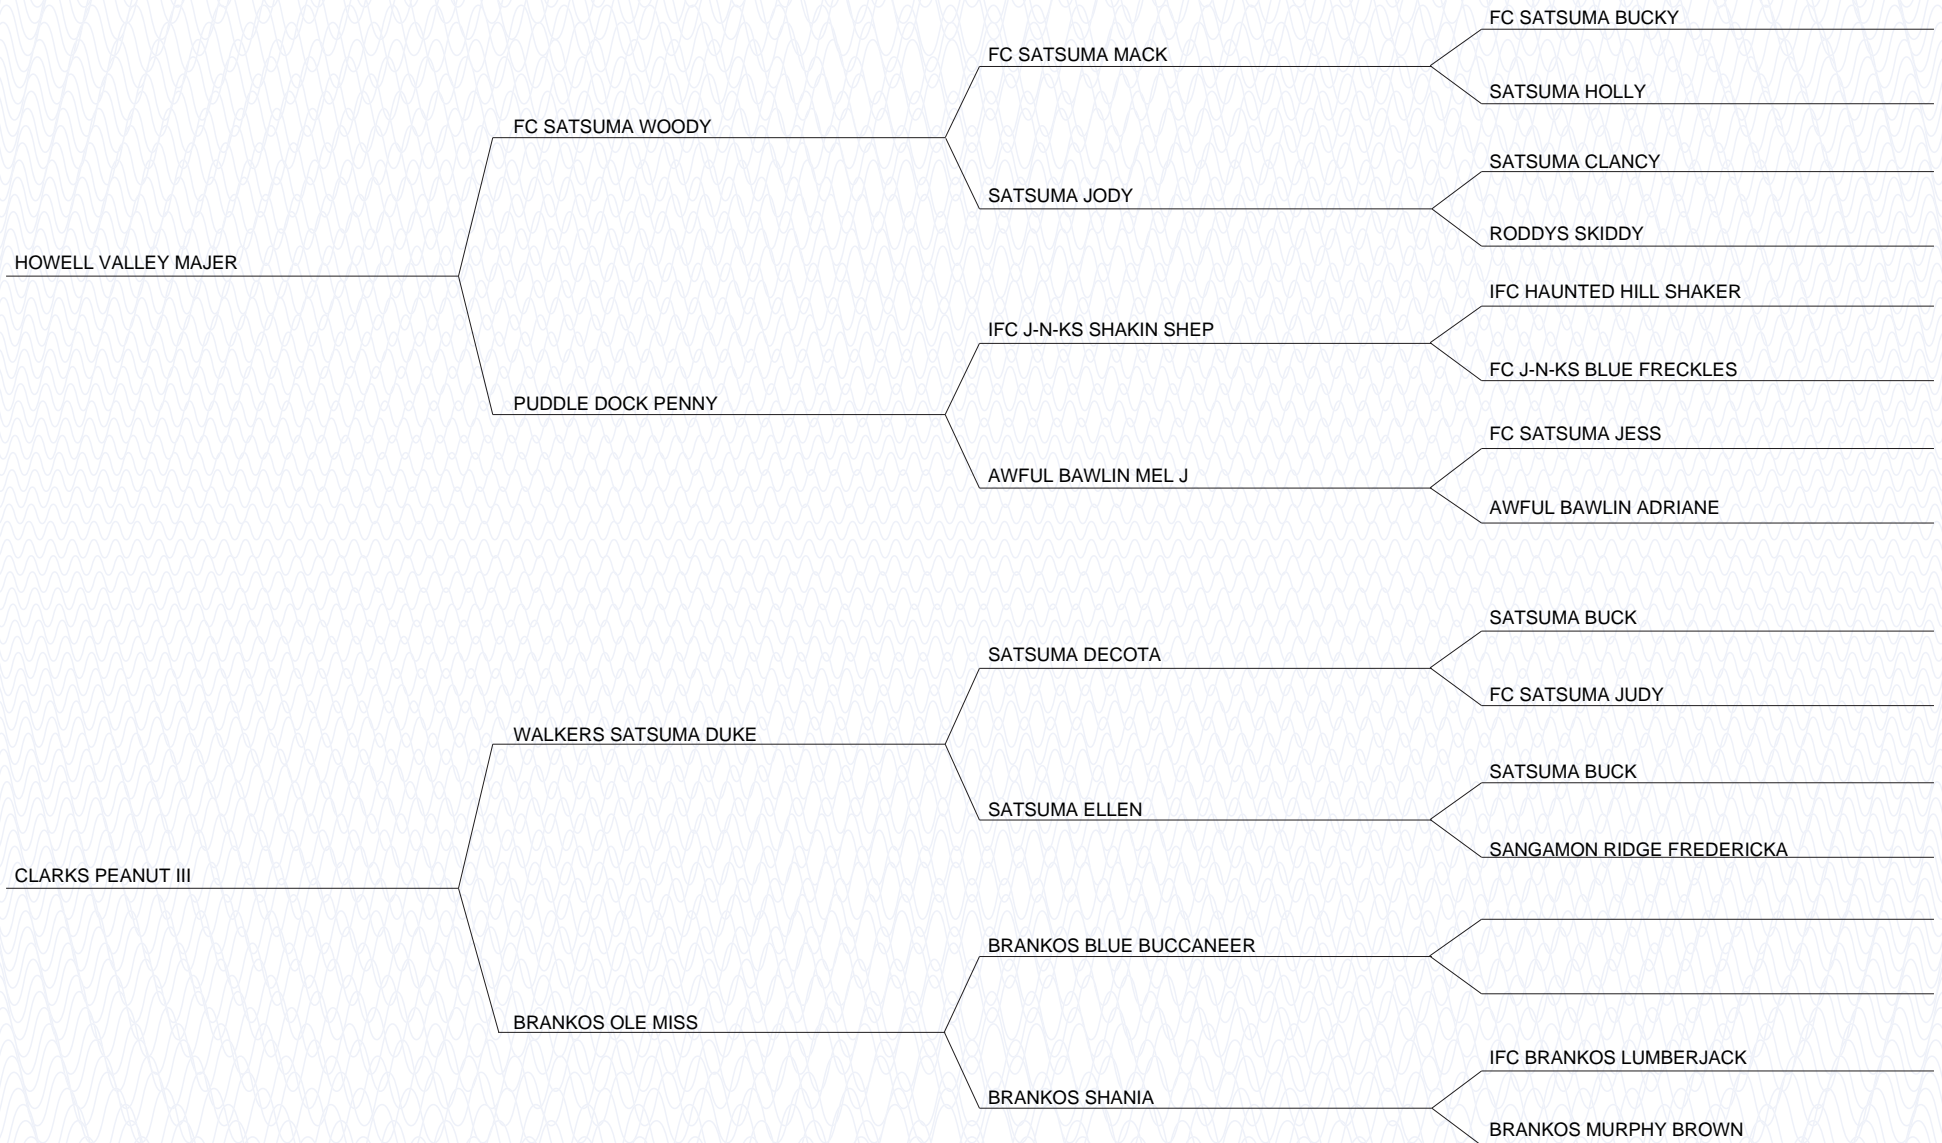 FC SATSUMA BUCKY
FC SATSUMA MACK
SATSUMA HOLLY
FC SATSUMA WOODY
SATSUMA CLANCY
SATSUMA JODY
RODDYS SKIDDY
HOWELL VALLEY MAJER
IFC HAUNTED HILL SHAKER
IFC J-N-KS SHAKIN SHEP
FC J-N-KS BLUE FRECKLES
PUDDLE DOCK PENNY
FC SATSUMA JESS
AWFUL BAWLIN MEL J
AWFUL BAWLIN ADRIANE
SATSUMA BUCK
SATSUMA DECOTA
FC SATSUMA JUDY
WALKERS SATSUMA DUKE
SATSUMA BUCK
SATSUMA ELLEN
SANGAMON RIDGE FREDERICKA
CLARKS PEANUT III
BRANKOS BLUE BUCCANEER
BRANKOS OLE MISS
IFC BRANKOS LUMBERJACK
BRANKOS SHANIA
BRANKOS MURPHY BROWN